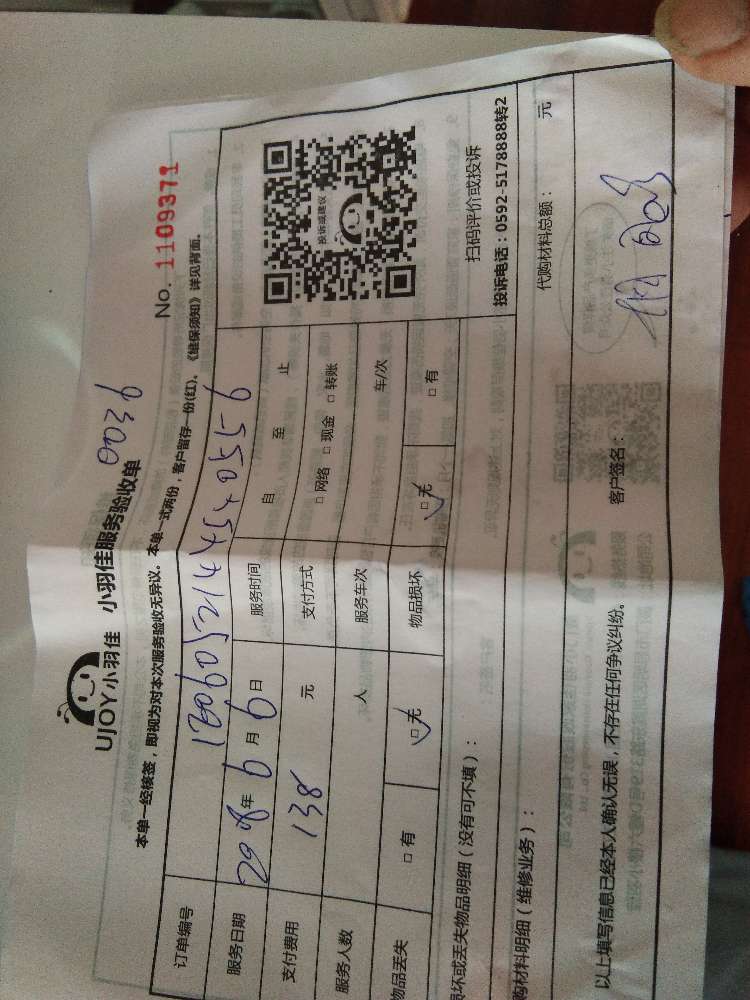 UJOY小羽佳 小羽佳服务验收单 0036
No. 1109371
本单一经核签，即视为对本次服务验收无异议。本单一式两份，客户留存一份(红)。《维保须知》详见背面。
订单编号
服务日期 2018年6月6日 服务时间 自 至 止
支付费用 138 元 支付方式 □网络 □现金 □转账
服务人数 人 服务车次 车/次
物品丢失 □有 □无 物品损坏 □无 □有
投诉或建议
扫码评价或投诉
投诉电话：0592-5178888转2
损坏或丢失物品明细（没有可不填）：
购材料明细（维修业务）： 代购材料总额： 元
以上填写信息已经本人确认无误，不存在任何争议纠纷。 客户签名：